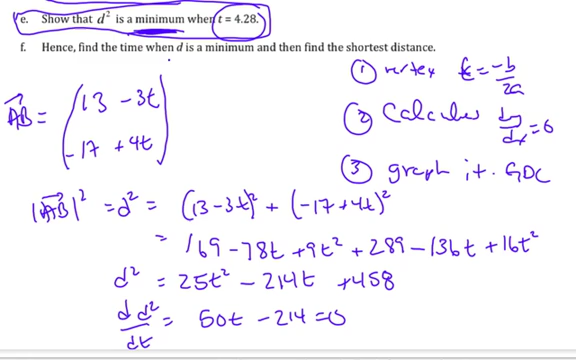 e. Show that d² is a minimum when t = 4.28.
f. Hence, find the time when d is a minimum and then find the shortest distance.
① vertex t = -b/2a
② Calculus dy/dx = 0
③ graph it. GDC
AB = (13 - 3t
-17 + 4t)
|AB|² = d² = (13 - 3t)² + (-17 + 4t)²
= 169 - 78t + 9t² + 289 - 136t + 16t²
d² = 25t² - 214t + 458
d d²/dt = 50t - 214 = 0